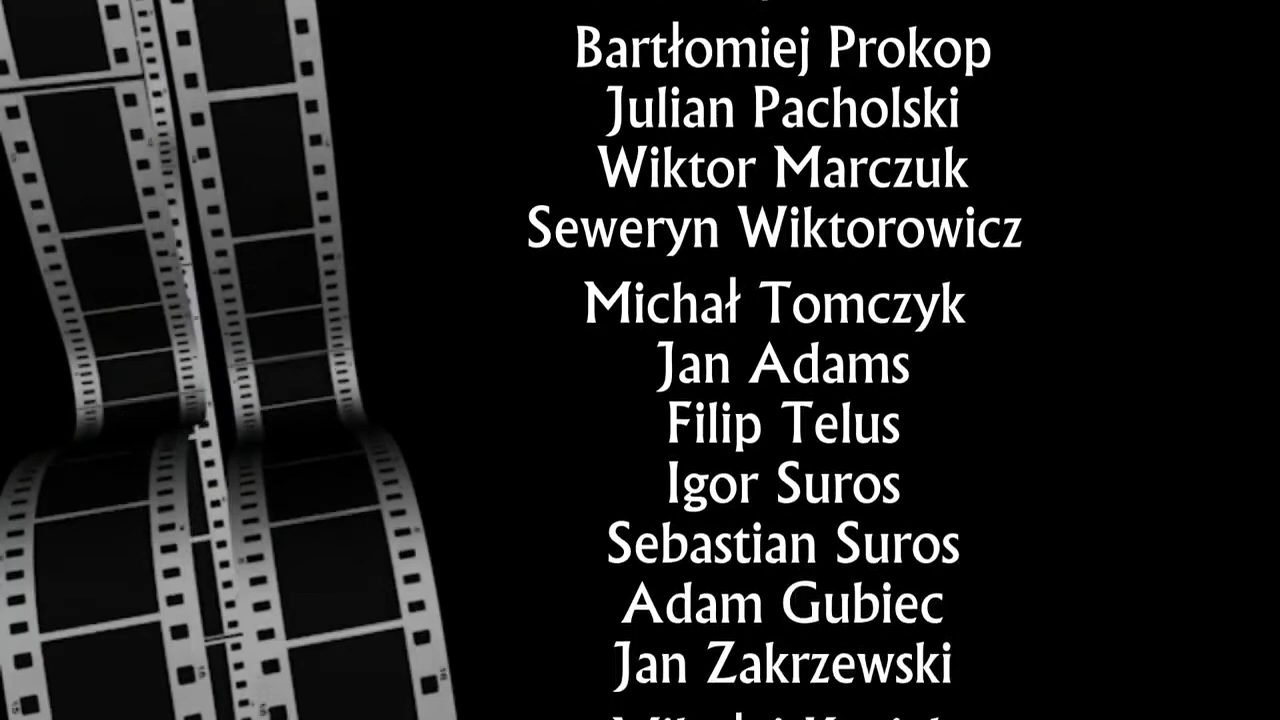 Bartłomiej Prokop
Julian Pacholski
Wiktor Marczuk
Seweryn Wiktorowicz
Michał Tomczyk
Jan Adams
Filip Telus
Igor Suros
Sebastian Suros
Adam Gubiec
Jan Zakrzewski